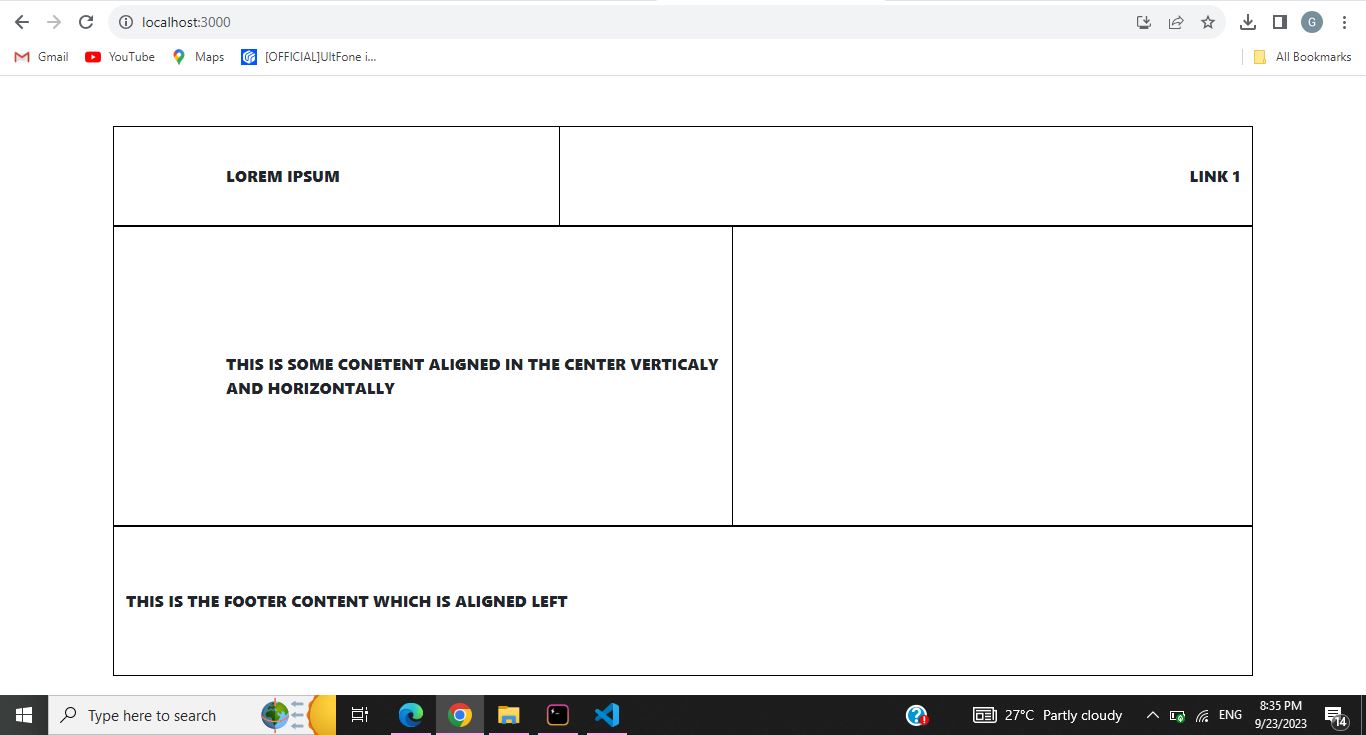 localhost:3000
G
Gmail
YouTube
Maps
[OFFICIAL]UltFone i...
All Bookmarks
LOREM IPSUM
LINK 1
THIS IS SOME CONETENT ALIGNED IN THE CENTER VERTICALY
AND HORIZONTALLY
THIS IS THE FOOTER CONTENT WHICH IS ALIGNED LEFT
Type here to search
27°C Partly cloudy
ENG
8:35 PM
9/23/2023
14